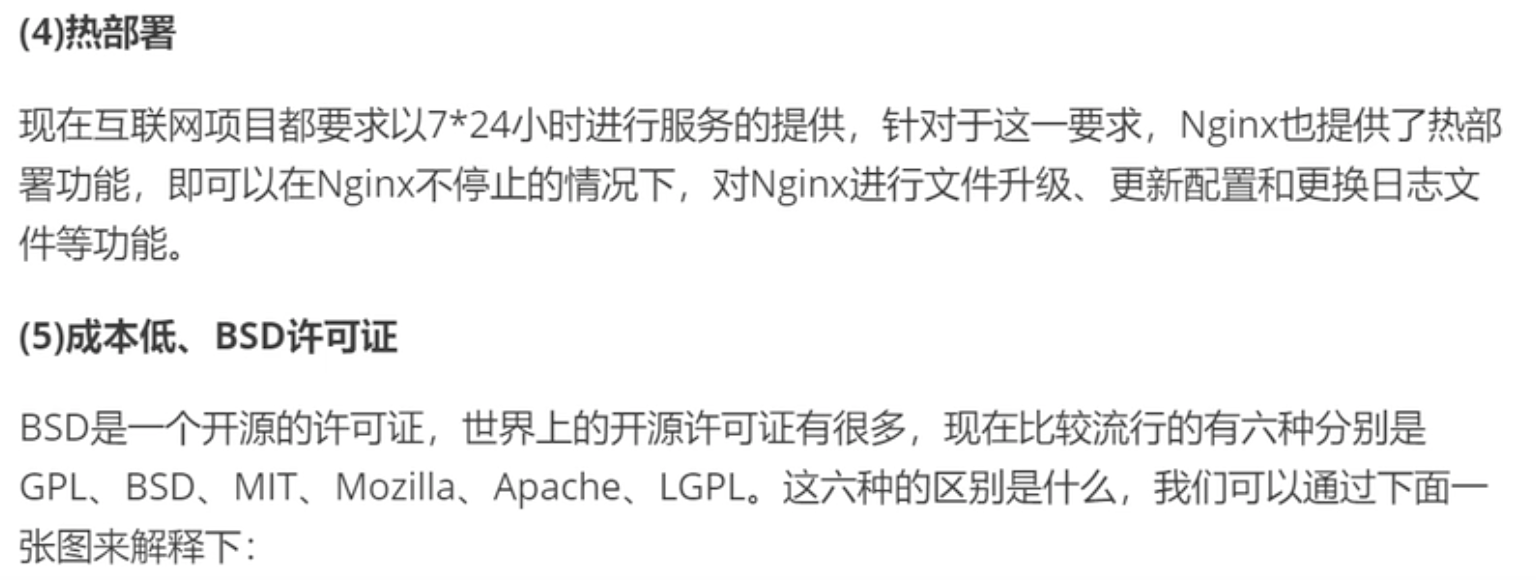 (4)热部署
现在互联网项目都要求以7*24小时进行服务的提供，针对于这一要求，Nginx也提供了热部
署功能，即可以在Nginx不停止的情况下，对Nginx进行文件升级、更新配置和更换日志文
件等功能。
(5)成本低、BSD许可证
BSD是一个开源的许可证，世界上的开源许可证有很多，现在比较流行的有六种分别是
GPL、BSD、MIT、Mozilla、Apache、LGPL。这六种的区别是什么，我们可以通过下面一
张图来解释下：